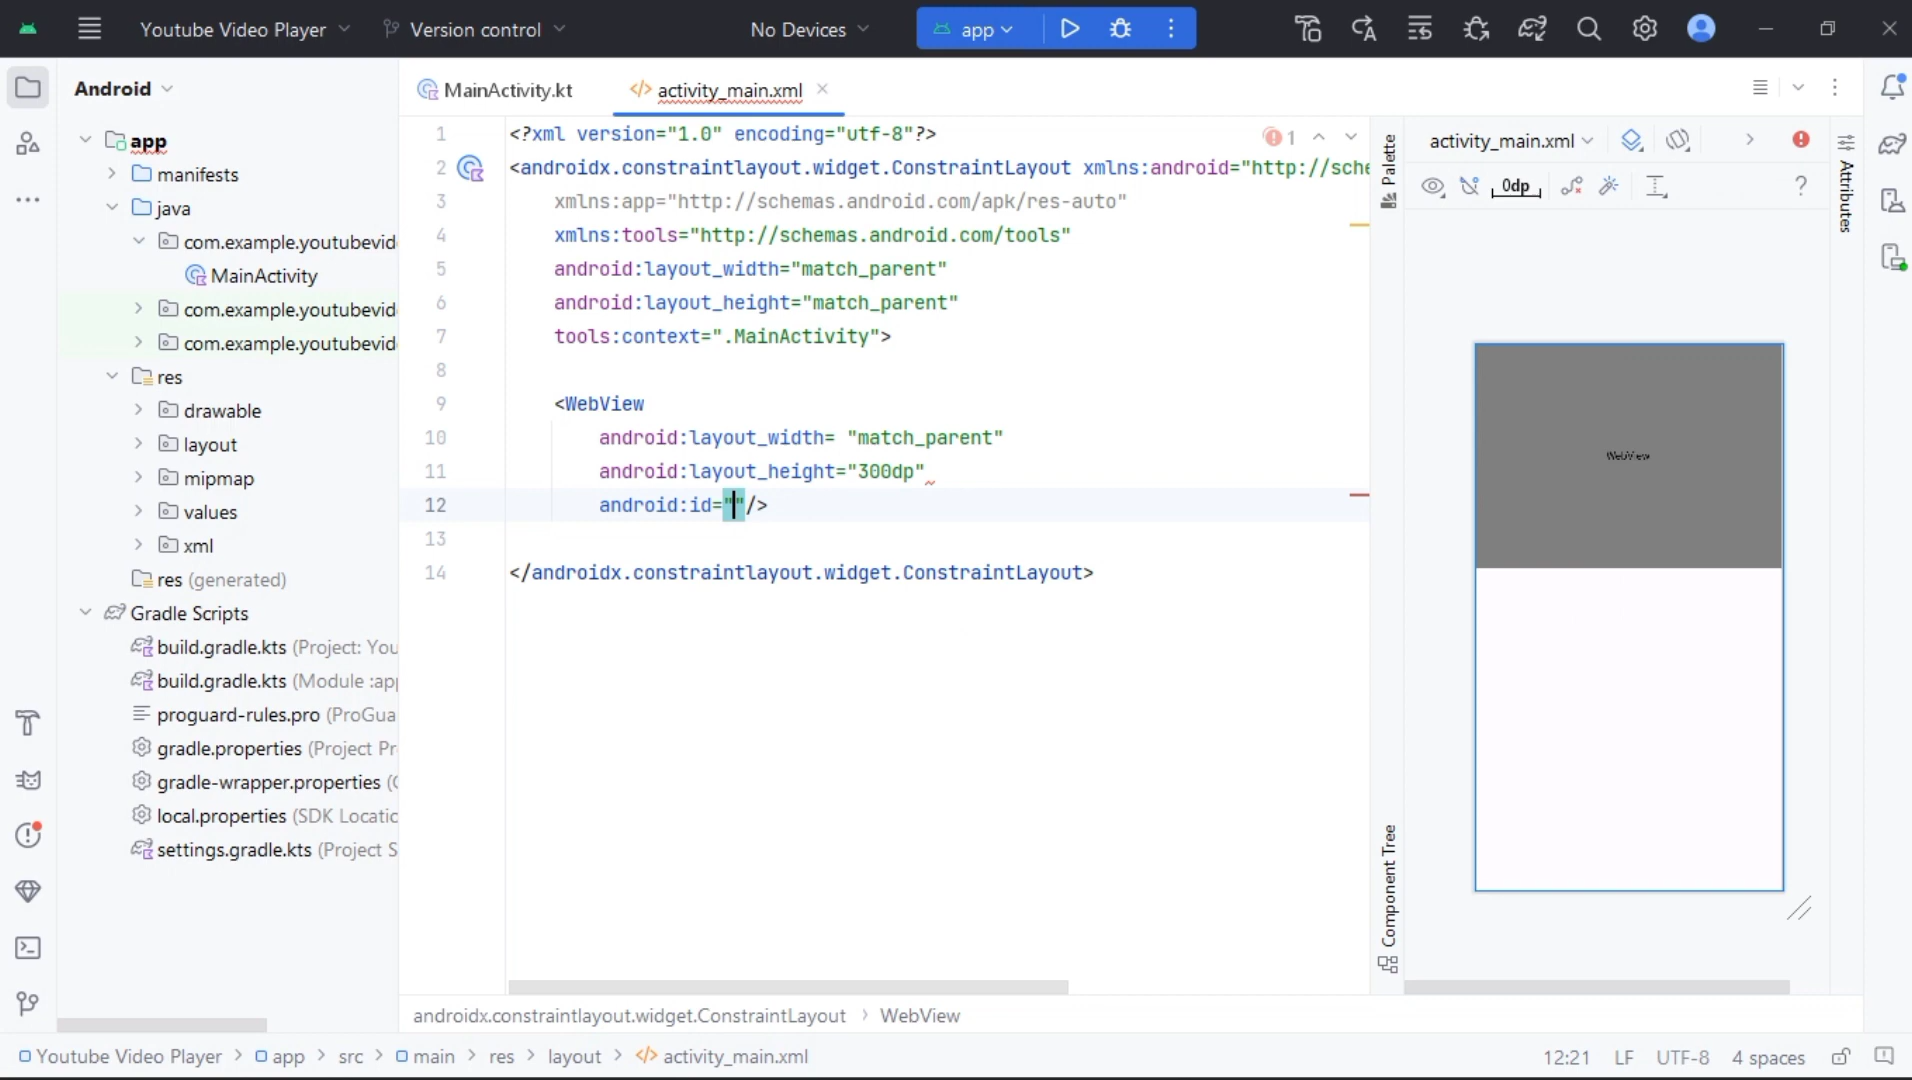 Youtube Video Player
Version control
No Devices
app
Android
app
manifests
java
com.example.youtubevid
MainActivity
com.example.youtubevid
com.example.youtubevid
res
drawable
layout
mipmap
values
xml
res (generated)
Gradle Scripts
build.gradle.kts (Project: You
build.gradle.kts (Module :app
proguard-rules.pro (ProGua
gradle.properties (Project Pr
gradle-wrapper.properties (G
local.properties (SDK Locatic
settings.gradle.kts (Project S
MainActivity.kt
activity_main.xml
1
1 <?xml version="1.0" encoding="utf-8"?>
2 <androidx.constraintlayout.widget.ConstraintLayout xmlns:android="http://sche
3 xmlns:app="http://schemas.android.com/apk/res-auto"
4 xmlns:tools="http://schemas.android.com/tools"
5 android:layout_width="match_parent"
6 android:layout_height="match_parent"
7 tools:context=".MainActivity">
8
9 <WebView
10 android:layout_width= "match_parent"
11 android:layout_height="300dp"
12 android:id=""/>
13
14 </androidx.constraintlayout.widget.ConstraintLayout>
androidx.constraintlayout.widget.ConstraintLayout > WebView
Palette
Component Tree
activity_main.xml
0dp
?
WebView
Attributes
Youtube Video Player > app > src > main > res > layout > activity_main.xml
12:21 LF UTF-8 4 spaces